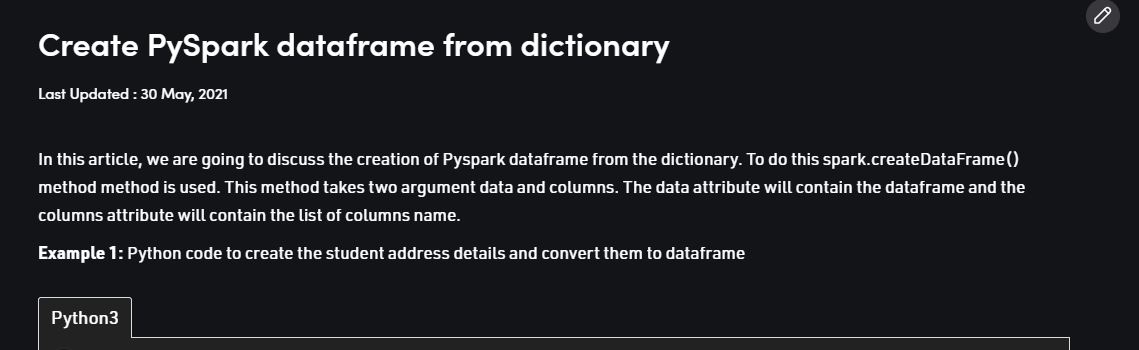 Create PySpark dataframe from dictionary
Last Updated : 30 May, 2021
In this article, we are going to discuss the creation of Pyspark dataframe from the dictionary. To do this spark.createDataFrame()
method method is used. This method takes two argument data and columns. The data attribute will contain the dataframe and the
columns attribute will contain the list of columns name.
Example 1: Python code to create the student address details and convert them to dataframe
Python3